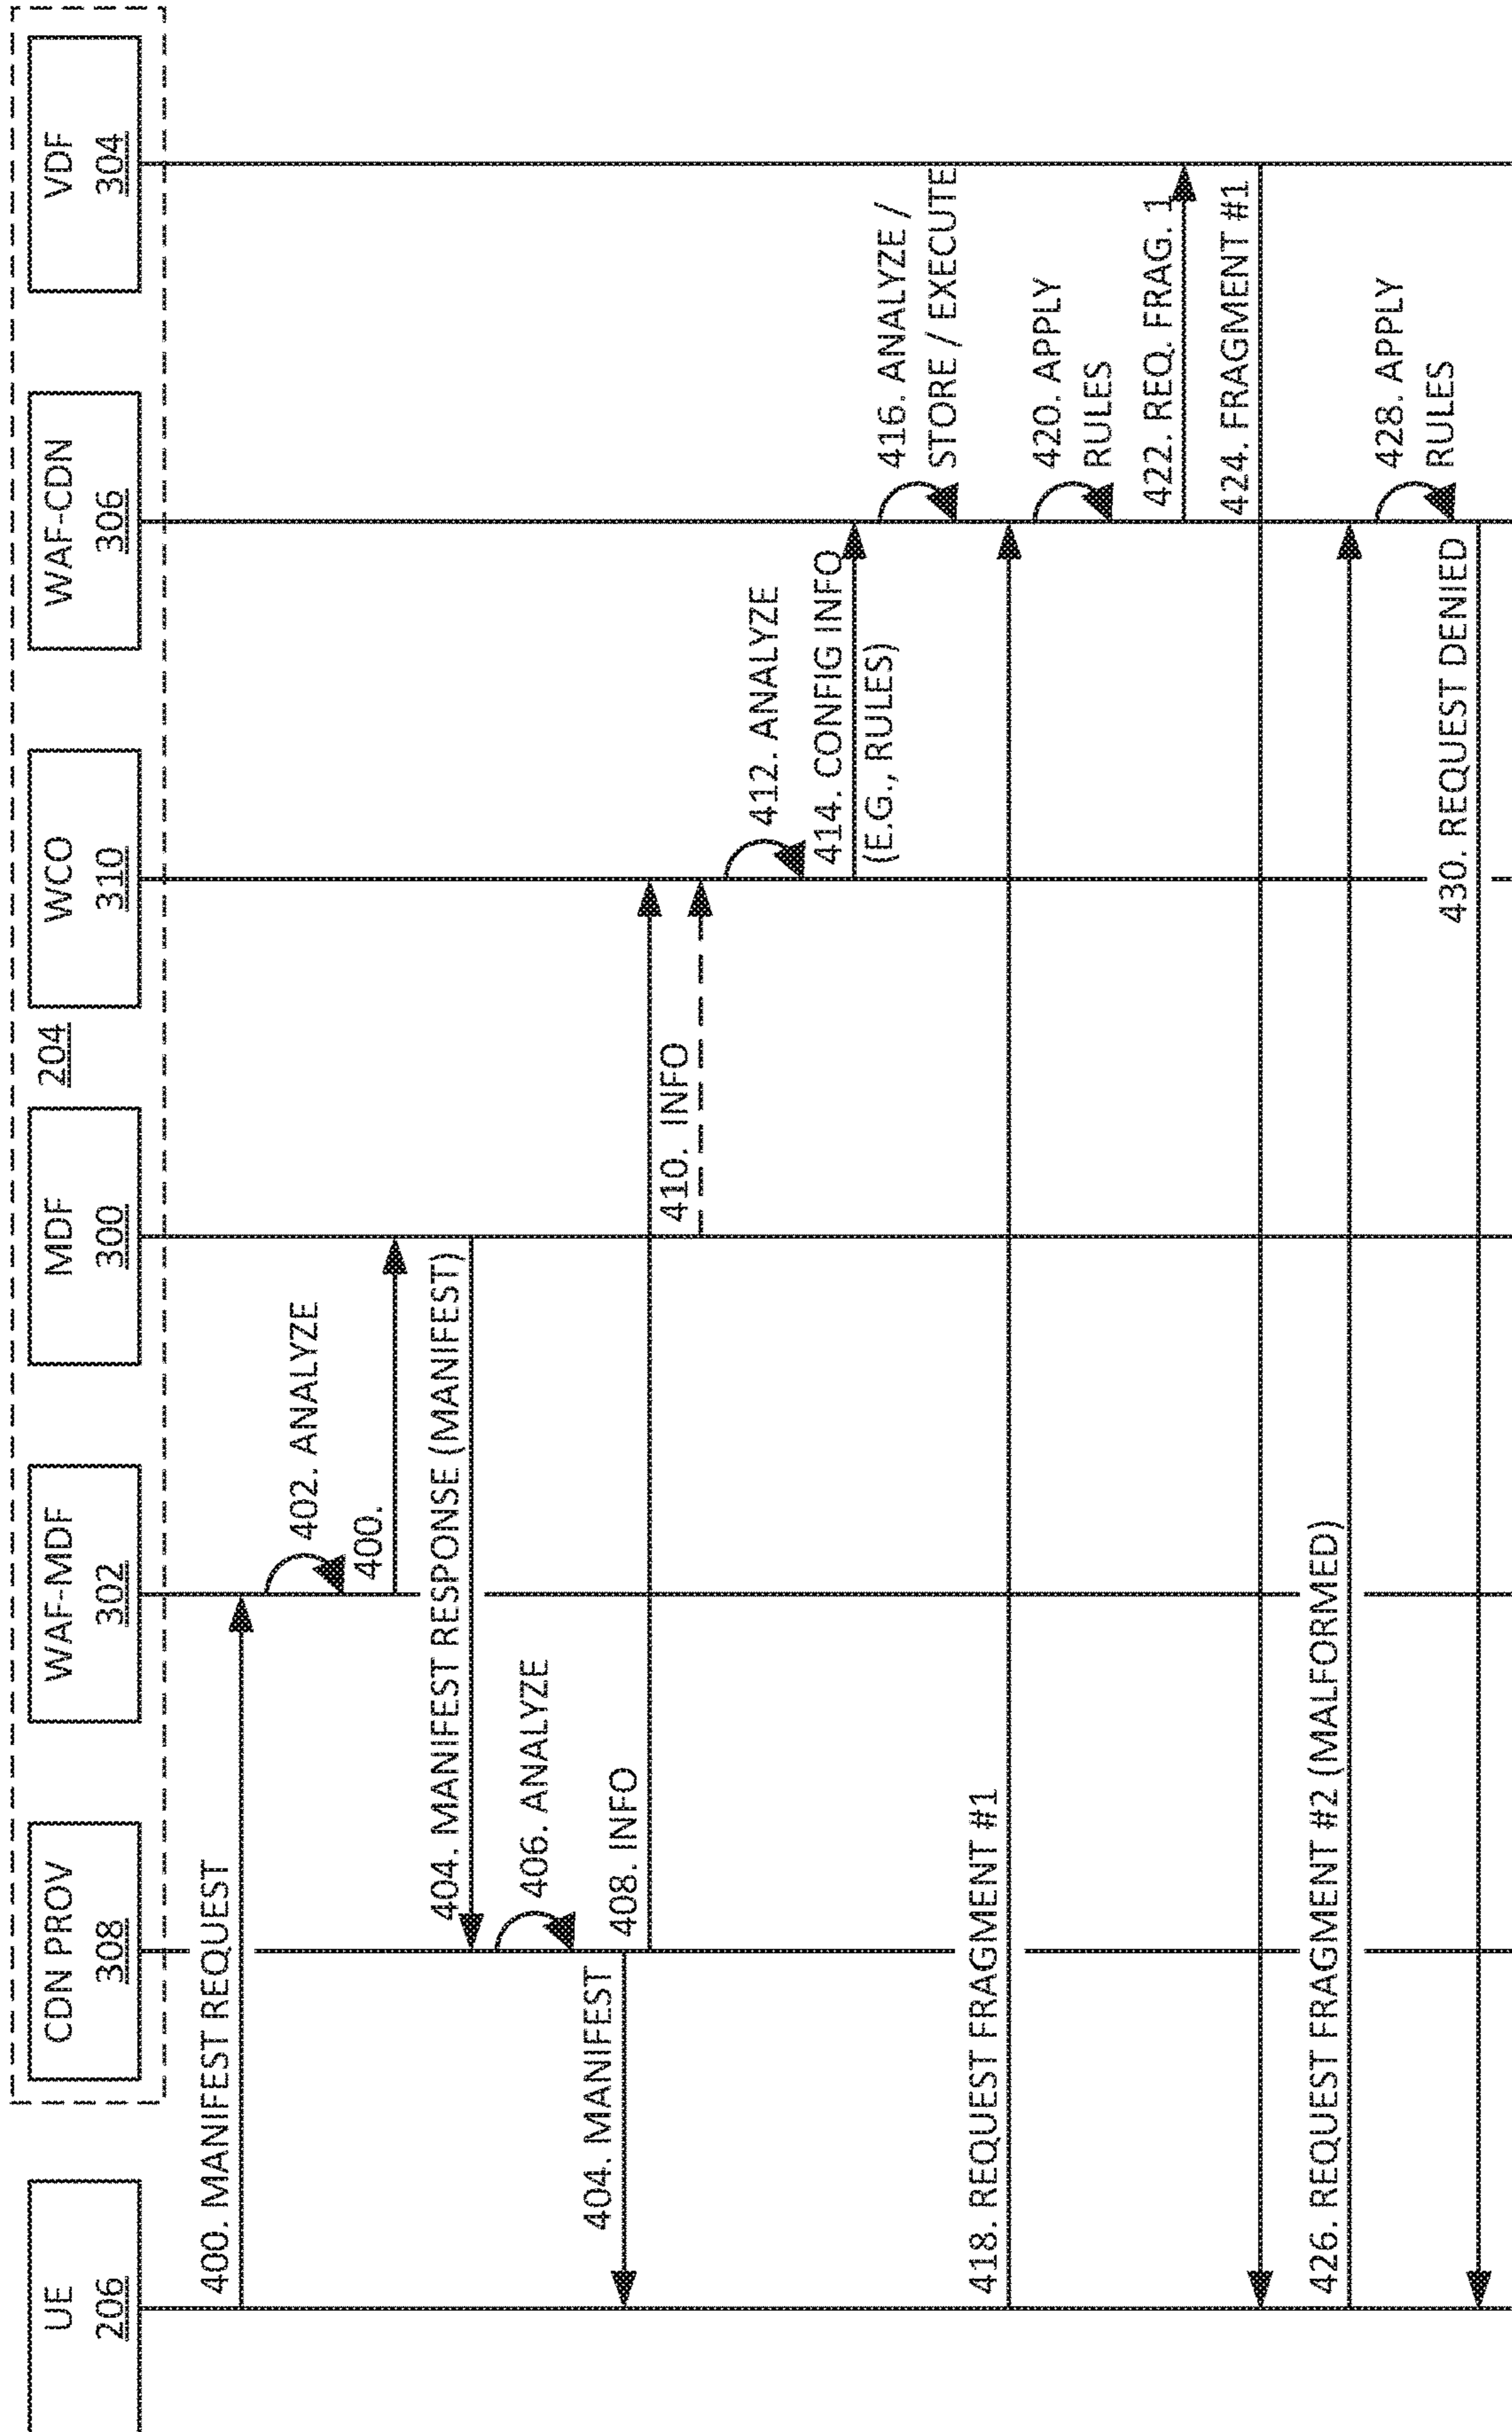 UE
206
CDN PROV
308
WAF-MDF
302
MDF
300
204
WCO
310
WAF-CDN
306
VDF
304
400. MANIFEST REQUEST
402. ANALYZE
400.
404. MANIFEST RESPONSE (MANIFEST)
406. ANALYZE
404. MANIFEST
408. INFO
410. INFO
412. ANALYZE
414. CONFIG INFO
(E.G., RULES)
416. ANALYZE /
STORE / EXECUTE
418. REQUEST FRAGMENT #1
420. APPLY
RULES
422. REQ. FRAG. 1
424. FRAGMENT #1
426. REQUEST FRAGMENT #2 (MALFORMED)
428. APPLY
RULES
430. REQUEST DENIED